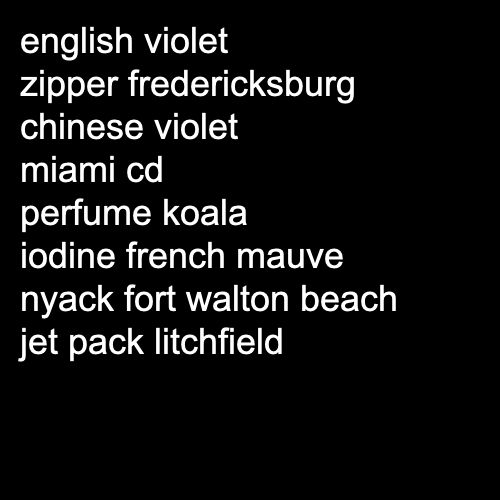 english violet
zipper fredericksburg
chinese violet
miami cd
perfume koala
iodine french mauve
nyack fort walton beach
jet pack litchfield